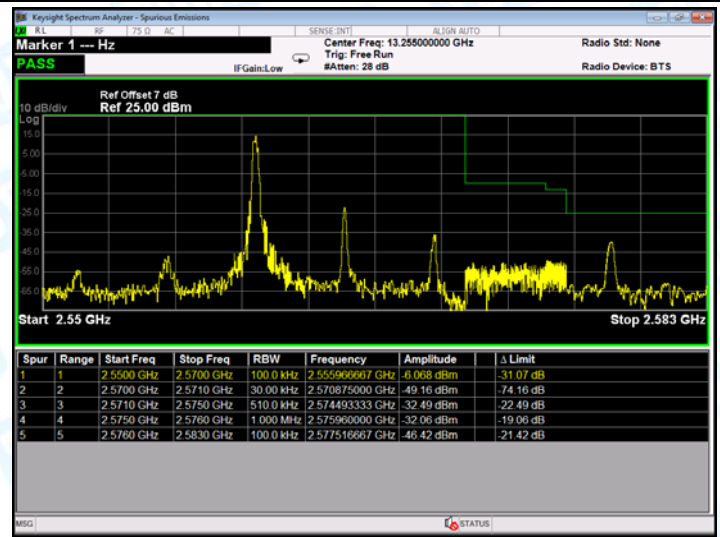 Keysight Spectrum Analyzer - Spurious Emissions
RL RF 75 Ω AC SENSE:INT ALIGN AUTO
Marker 1 --- Hz
Center Freq: 13.255000000 GHz
Radio Std: None
Trig: Free Run
PASS
IFGain:Low
#Atten: 28 dB
Radio Device: BTS
Ref Offset 7 dB
10 dB/div Ref 25.00 dBm
Log
15.0
5.00
-5.00
-15.0
-25.0
-35.0
-45.0
-55.0
-65.0
Start 2.55 GHz Stop 2.583 GHz
Spur Range Start Freq Stop Freq RBW Frequency Amplitude Δ Limit
1 1 2.5500 GHz 2.5700 GHz 100.0 kHz 2.555966667 GHz -6.068 dBm -31.07 dB
2 2 2.5700 GHz 2.5710 GHz 30.00 kHz 2.570875000 GHz -49.16 dBm -74.16 dB
3 3 2.5710 GHz 2.5750 GHz 510.0 kHz 2.574493333 GHz -32.49 dBm -22.49 dB
4 4 2.5750 GHz 2.5760 GHz 1.000 MHz 2.575960000 GHz -32.06 dBm -19.06 dB
5 5 2.5760 GHz 2.5830 GHz 100.0 kHz 2.577516667 GHz -46.42 dBm -21.42 dB
MSG STATUS